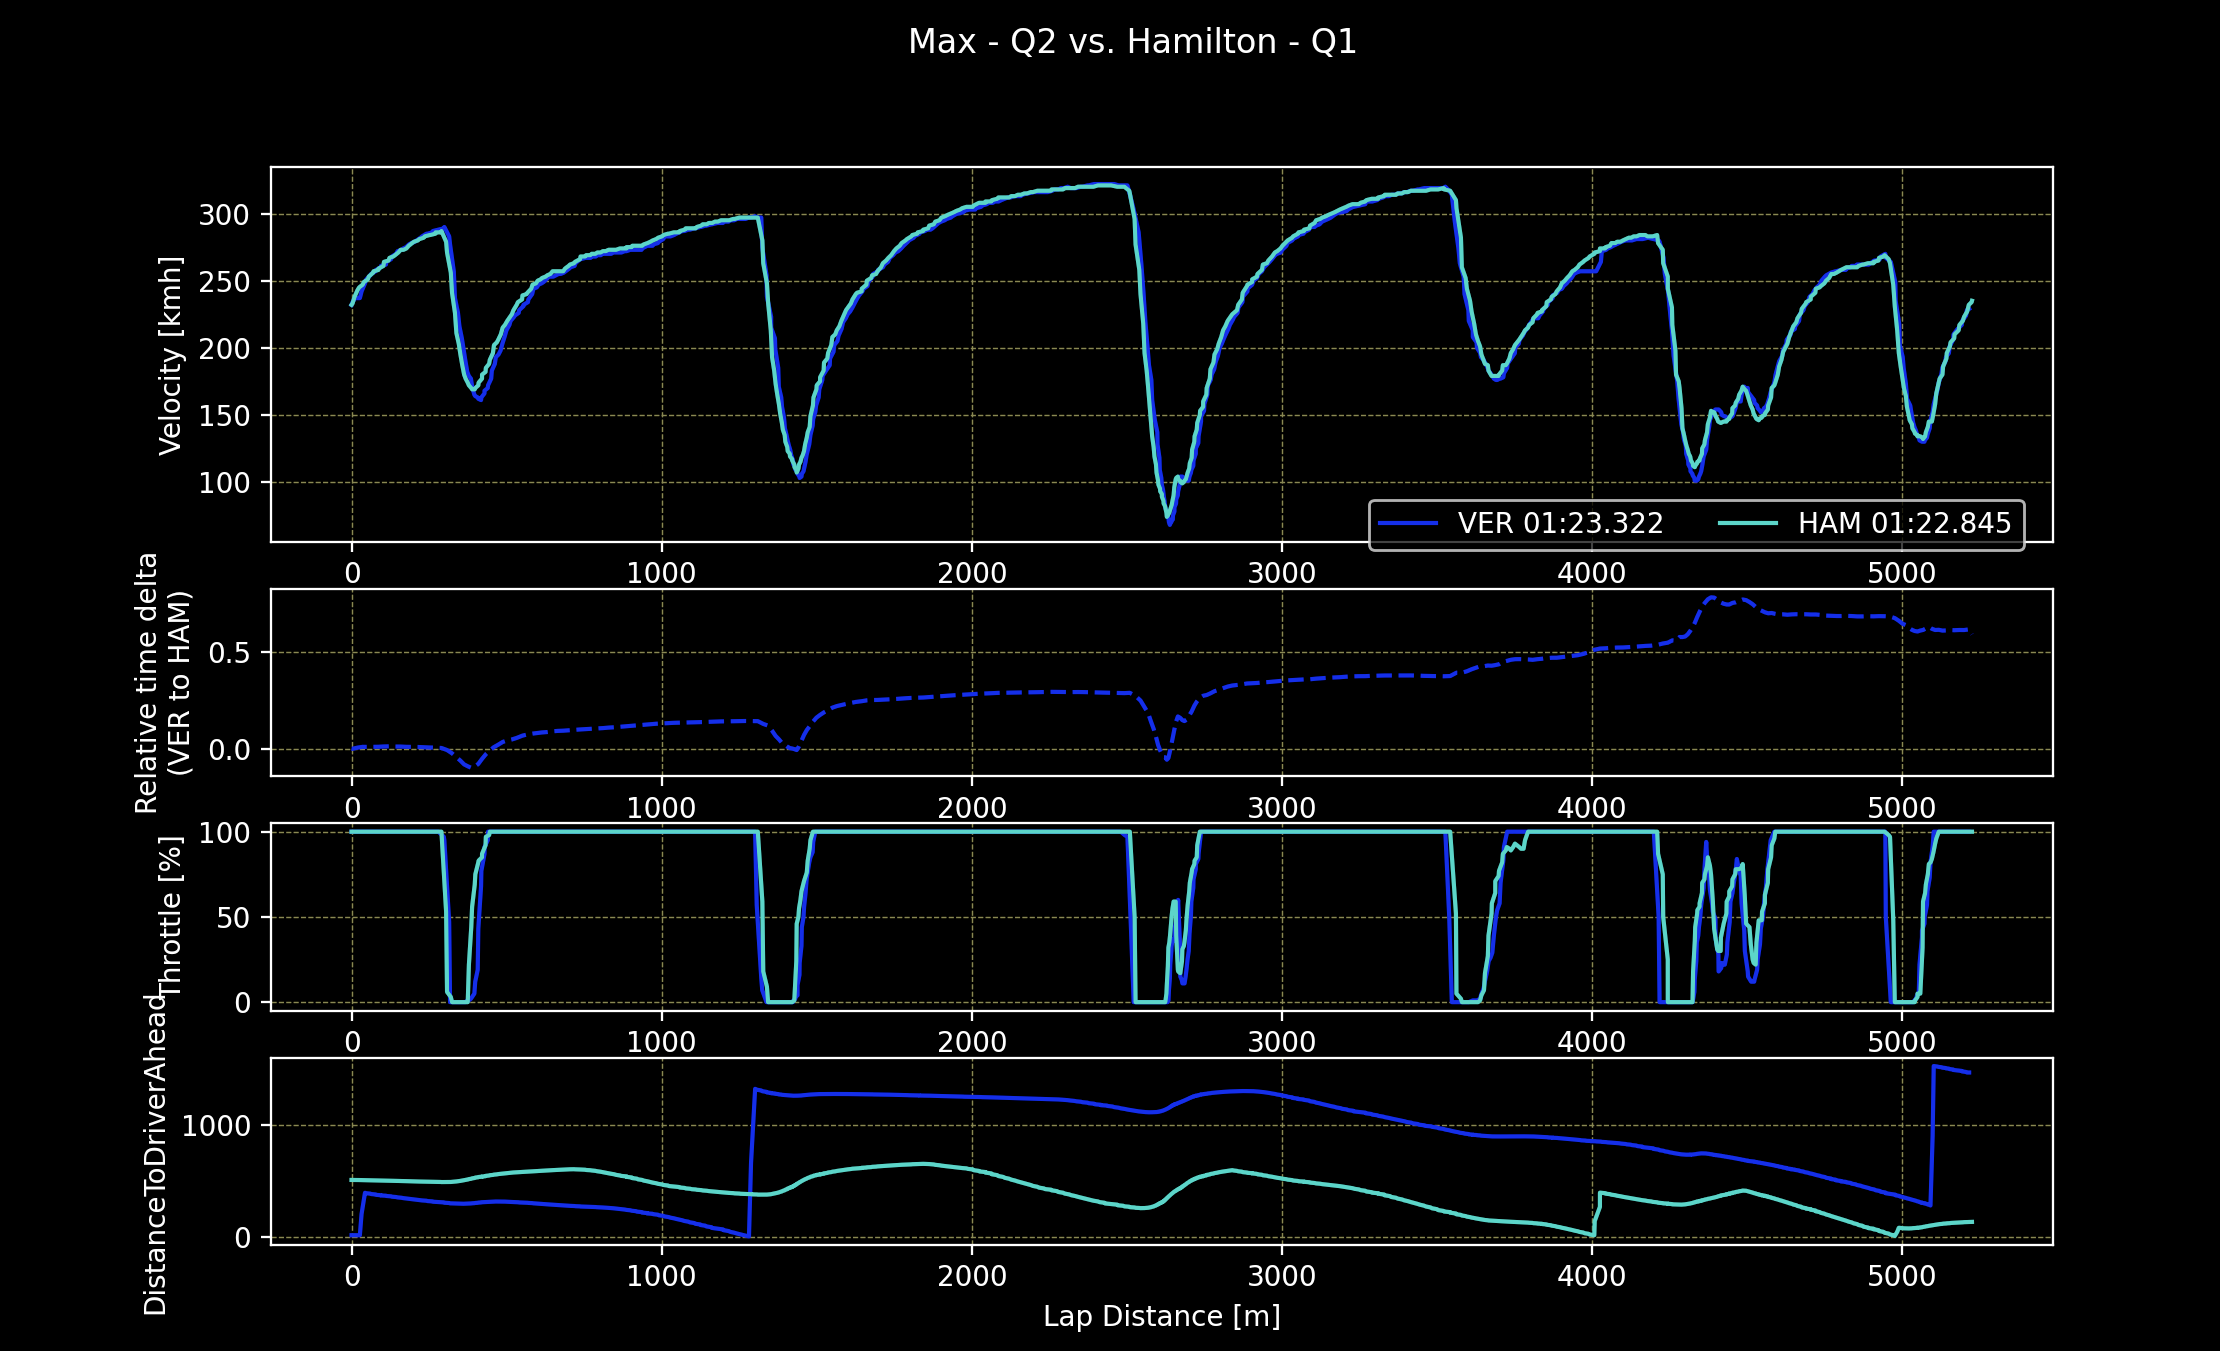 Max - Q2 vs. Hamilton - Q1
Velocity [kmh]
300
250
200
150
100
VER 01:23.322 HAM 01:22.845
0 1000 2000 3000 4000 5000
Relative time delta
(VER to HAM)
0.5
0.0
0 1000 2000 3000 4000 5000
Throttle [%]
100
50
0
0 1000 2000 3000 4000 5000
DistanceToDriverAhead
1000
0
0 1000 2000 3000 4000 5000
Lap Distance [m]